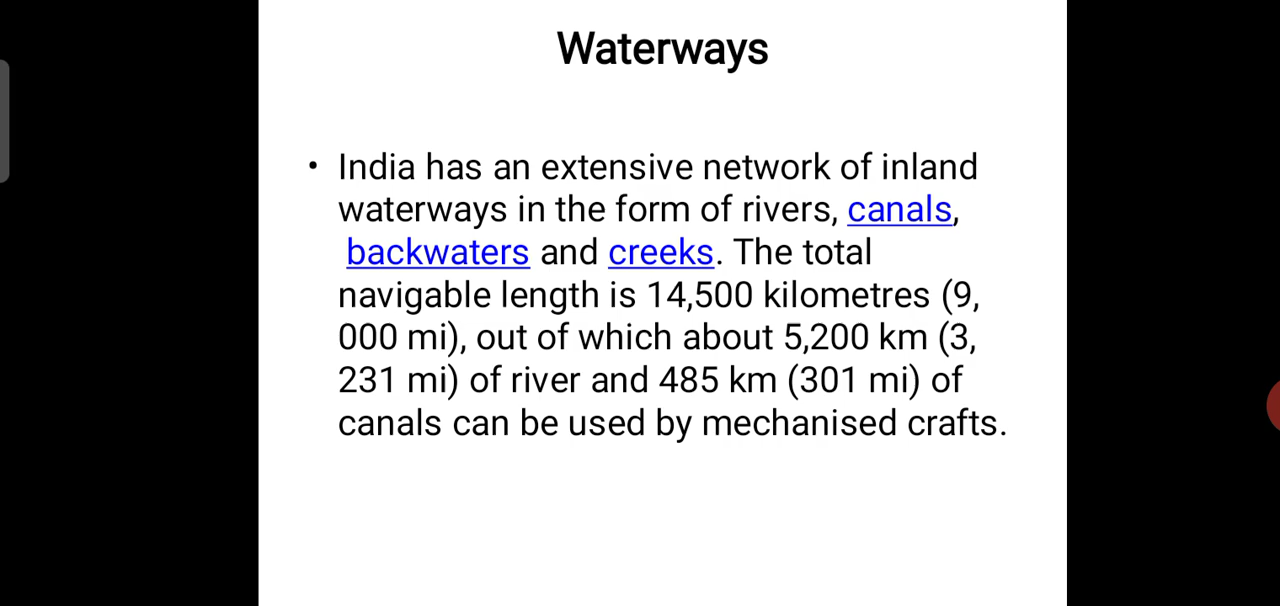 Waterways
• India has an extensive network of inland
waterways in the form of rivers, canals,
backwaters and creeks. The total
navigable length is 14,500 kilometres (9,
000 mi), out of which about 5,200 km (3,
231 mi) of river and 485 km (301 mi) of
canals can be used by mechanised crafts.